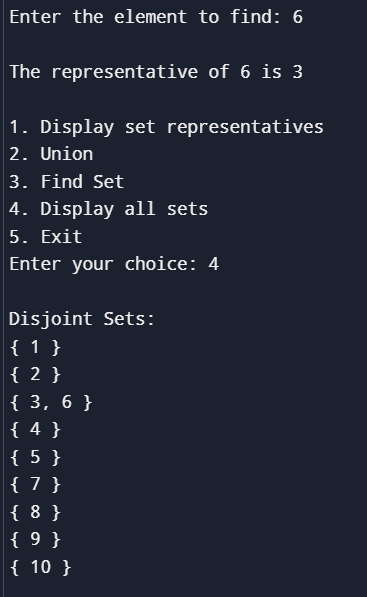 Enter the element to find: 6
The representative of 6 is 3
1. Display set representatives
2. Union
3. Find Set
4. Display all sets
5. Exit
Enter your choice: 4
Disjoint Sets:
{ 1 }
{ 2 }
{ 3, 6 }
{ 4 }
{ 5 }
{ 7 }
{ 8 }
{ 9 }
{ 10 }